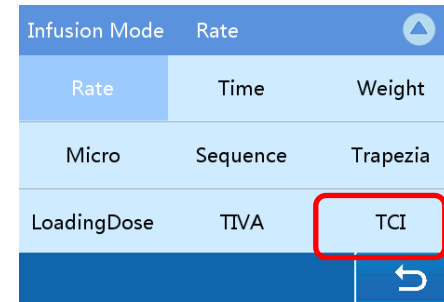 Infusion Mode Rate
Rate Time Weight
Micro Sequence Trapezia
LoadingDose TIVA TCI